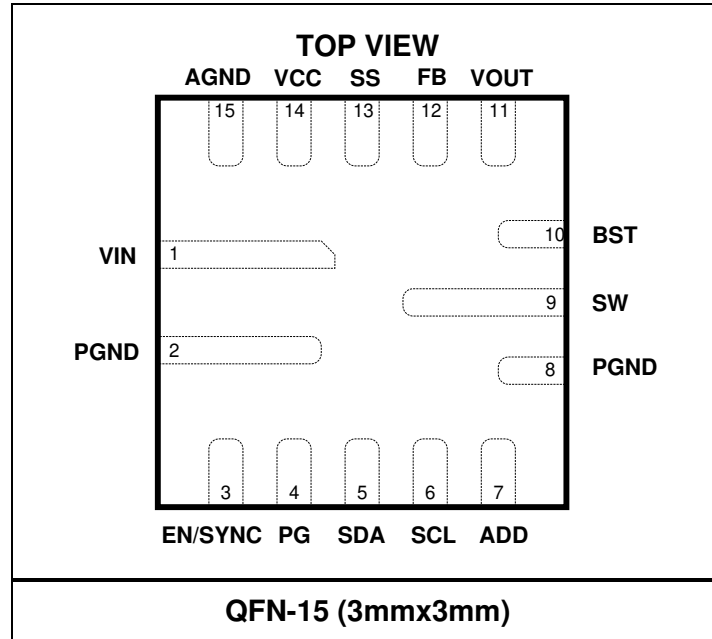 TOP VIEW
AGND VCC SS FB VOUT
15 14 13 12 11
10 BST
VIN 1
9 SW
PGND 2
8 PGND
3 4 5 6 7
EN/SYNC PG SDA SCL ADD
QFN-15 (3mmx3mm)